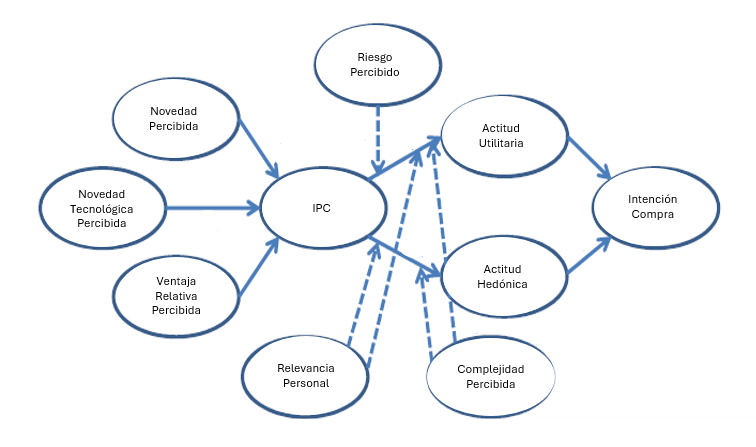 Riesgo
Percibido
Novedad
Percibida
Actitud
Utilitaria
Novedad
Tecnológica
Percibida
IPC
Intención
Compra
Ventaja
Relativa
Percibida
Actitud
Hedónica
Relevancia
Personal
Complejidad
Percibida